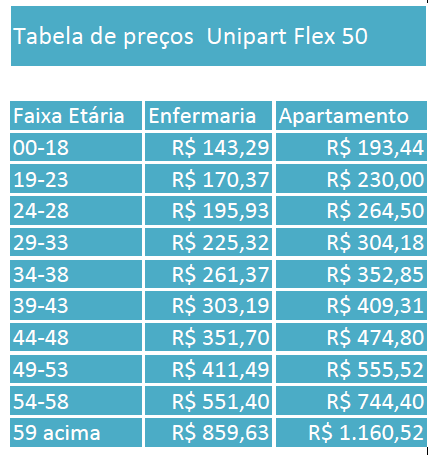 Tabela de preços  Unipart Flex 50
Faixa Etária Enfermaria Apartamento
00-18 R$ 143,29 R$ 193,44
19-23 R$ 170,37 R$ 230,00
24-28 R$ 195,93 R$ 264,50
29-33 R$ 225,32 R$ 304,18
34-38 R$ 261,37 R$ 352,85
39-43 R$ 303,19 R$ 409,31
44-48 R$ 351,70 R$ 474,80
49-53 R$ 411,49 R$ 555,52
54-58 R$ 551,40 R$ 744,40
59 acima R$ 859,63 R$ 1.160,52